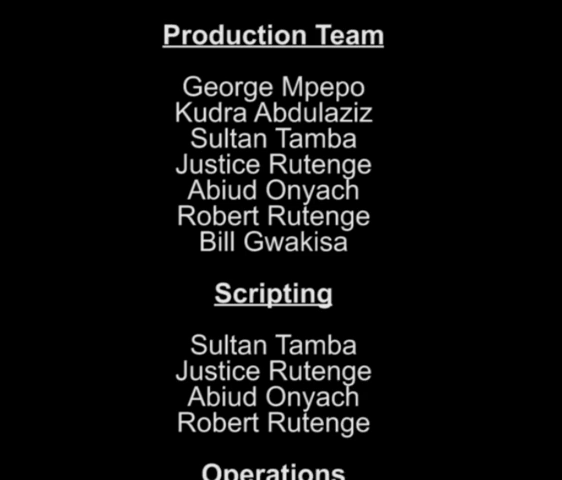 Production Team
George Mpepo
Kudra Abdulaziz
Sultan Tamba
Justice Rutenge
Abiud Onyach
Robert Rutenge
Bill Gwakisa
Scripting
Sultan Tamba
Justice Rutenge
Abiud Onyach
Robert Rutenge
Operations